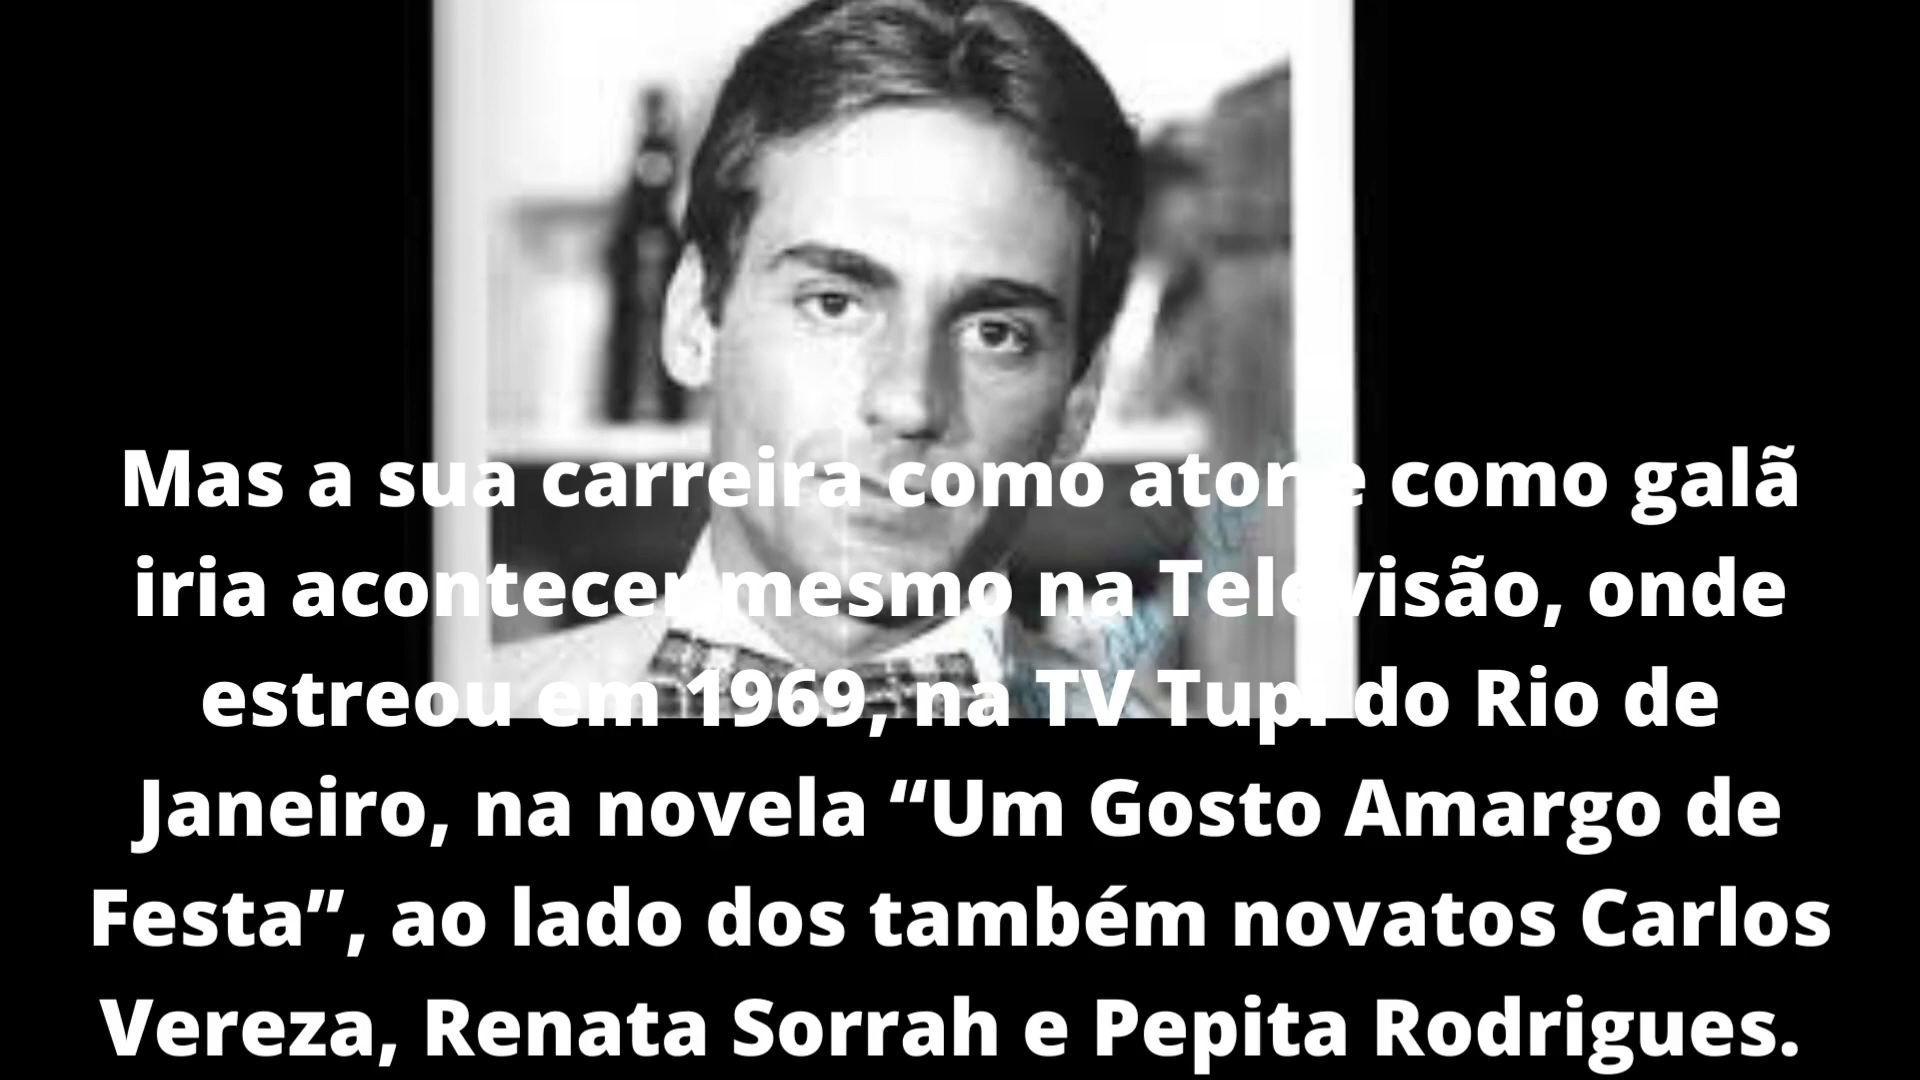 Mas a sua carreira como ator e como galã
iria acontecer mesmo na Televisão, onde
estreou em 1969, na TV Tupi do Rio de
Janeiro, na novela “Um Gosto Amargo de
Festa”, ao lado dos também novatos Carlos
Vereza, Renata Sorrah e Pepita Rodrigues.